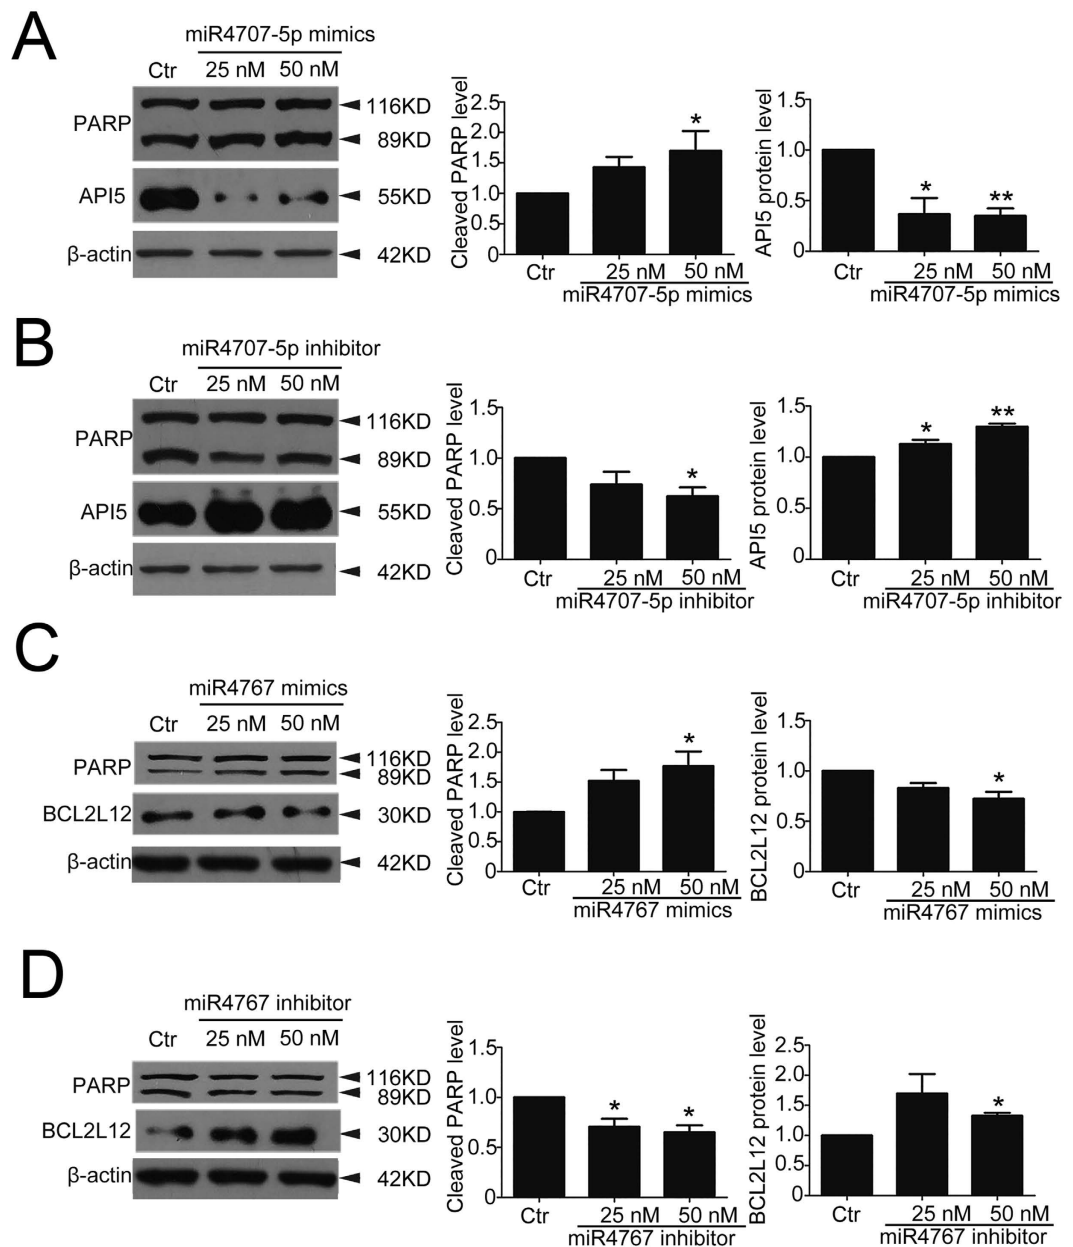 A
miR4707-5p mimics
Ctr 25 nM 50 nM
PARP
116KD
89KD
API5
55KD
β-actin
42KD
Cleaved PARP level
2.5
2.0
1.5
1.0
0.5
0
Ctr 25 nM 50 nM
miR4707-5p mimics
*
API5 protein level
1.5
1.0
0.5
0
Ctr 25 nM 50 nM
miR4707-5p mimics
* **
B
miR4707-5p inhibitor
Ctr 25 nM 50 nM
PARP
116KD
89KD
API5
55KD
β-actin
42KD
Cleaved PARP level
1.5
1.0
0.5
0
Ctr 25 nM 50 nM
miR4707-5p inhibitor
*
API5 protein level
1.5
1.0
0.5
0
Ctr 25 nM 50 nM
miR4707-5p inhibitor
* **
C
miR4767 mimics
Ctr 25 nM 50 nM
PARP
116KD
89KD
BCL2L12
30KD
β-actin
42KD
Cleaved PARP level
2.5
2.0
1.5
1.0
0.5
0
Ctr 25 nM 50 nM
miR4767 mimics
*
BCL2L12 protein level
1.5
1.0
0.5
0
Ctr 25 nM 50 nM
miR4767 mimics
*
D
miR4767 inhibitor
Ctr 25 nM 50 nM
PARP
116KD
89KD
BCL2L12
30KD
β-actin
42KD
Cleaved PARP level
1.5
1.0
0.5
0
Ctr 25 nM 50 nM
miR4767 inhibitor
* *
BCL2L12 protein level
2.5
2.0
1.5
1.0
0.5
0
Ctr 25 nM 50 nM
miR4767 inhibitor
*